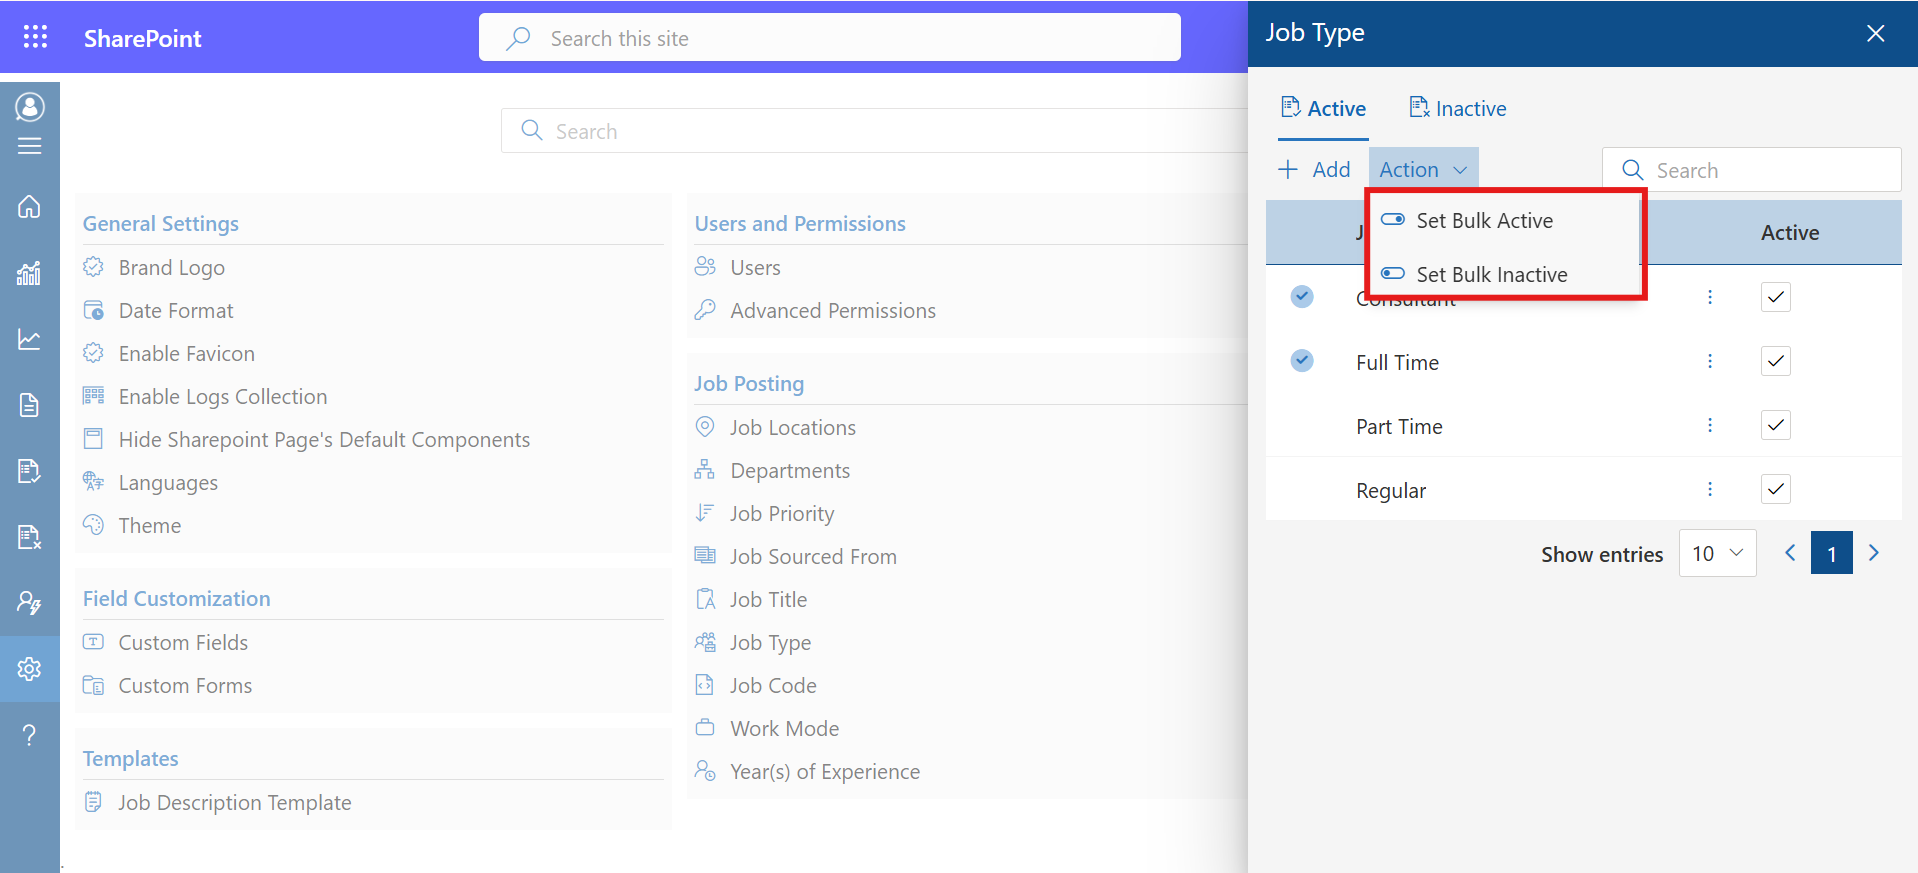 SharePoint
Search this site
Search
General Settings
Brand Logo
Date Format
Enable Favicon
Enable Logs Collection
Hide Sharepoint Page's Default Components
Languages
Theme
Field Customization
Custom Fields
Custom Forms
Templates
Job Description Template
Users and Permissions
Users
Advanced Permissions
Job Posting
Job Locations
Departments
Job Priority
Job Sourced From
Job Title
Job Type
Job Code
Work Mode
Year(s) of Experience
Job Type
Active
Inactive
Add
Action
Search
Set Bulk Active
Set Bulk Inactive
Active
Consultant
Full Time
Part Time
Regular
Show entries
10
1